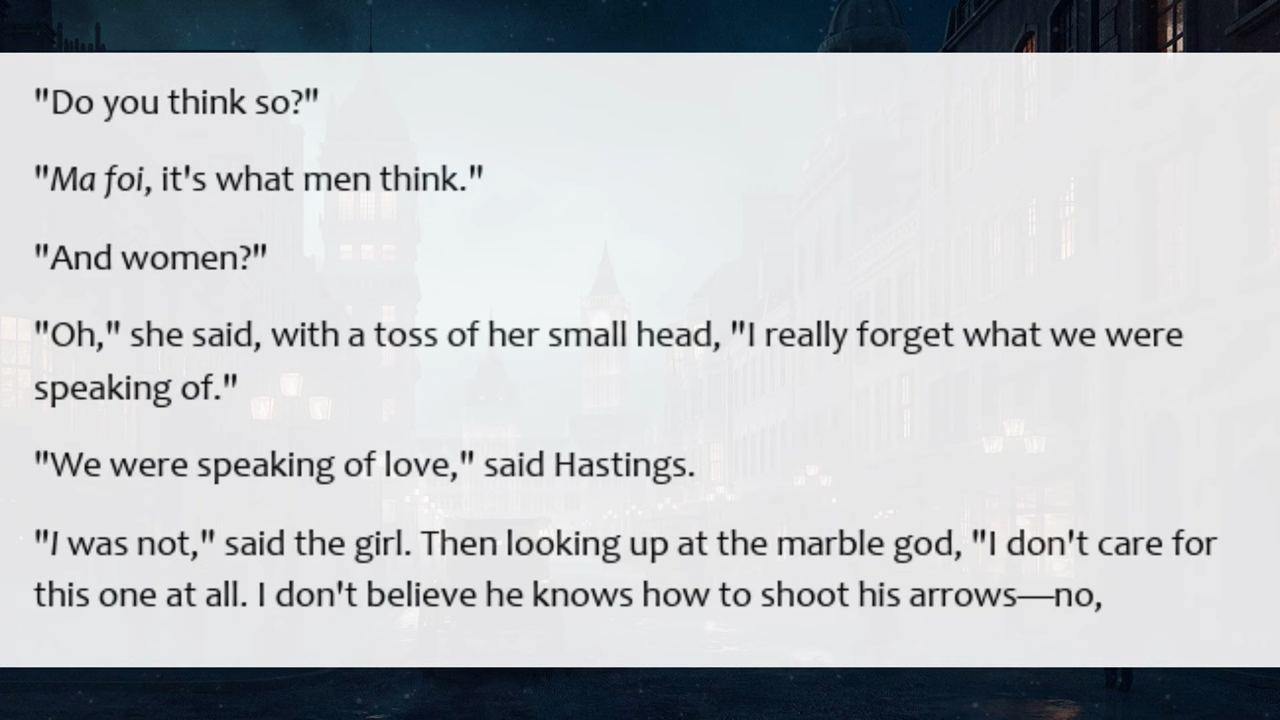 "Do you think so?"
"Ma foi, it's what men think."
"And women?"
"Oh," she said, with a toss of her small head, "I really forget what we were
speaking of."
"We were speaking of love," said Hastings.
"I was not," said the girl. Then looking up at the marble god, "I don't care for
this one at all. I don't believe he knows how to shoot his arrows—no,